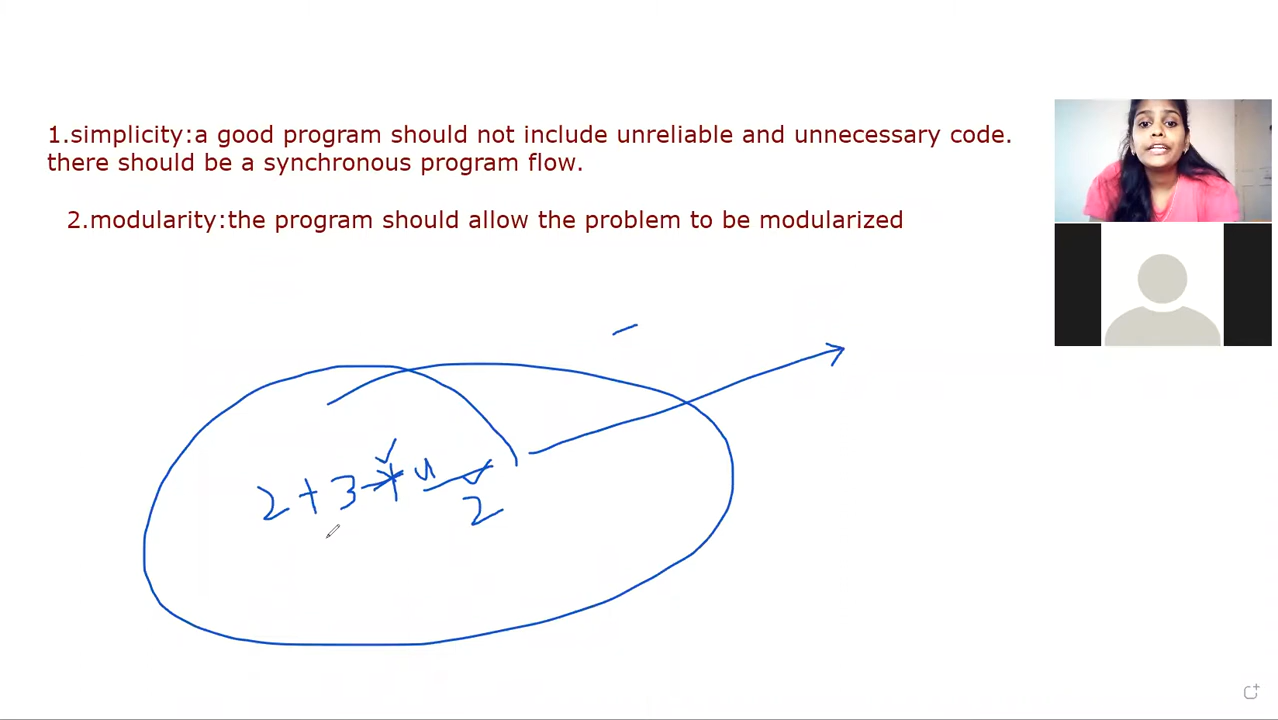 1.simplicity:a good program should not include unreliable and unnecessary code.
there should be a synchronous program flow.
2.modularity:the program should allow the problem to be modularized
2+3*4
2